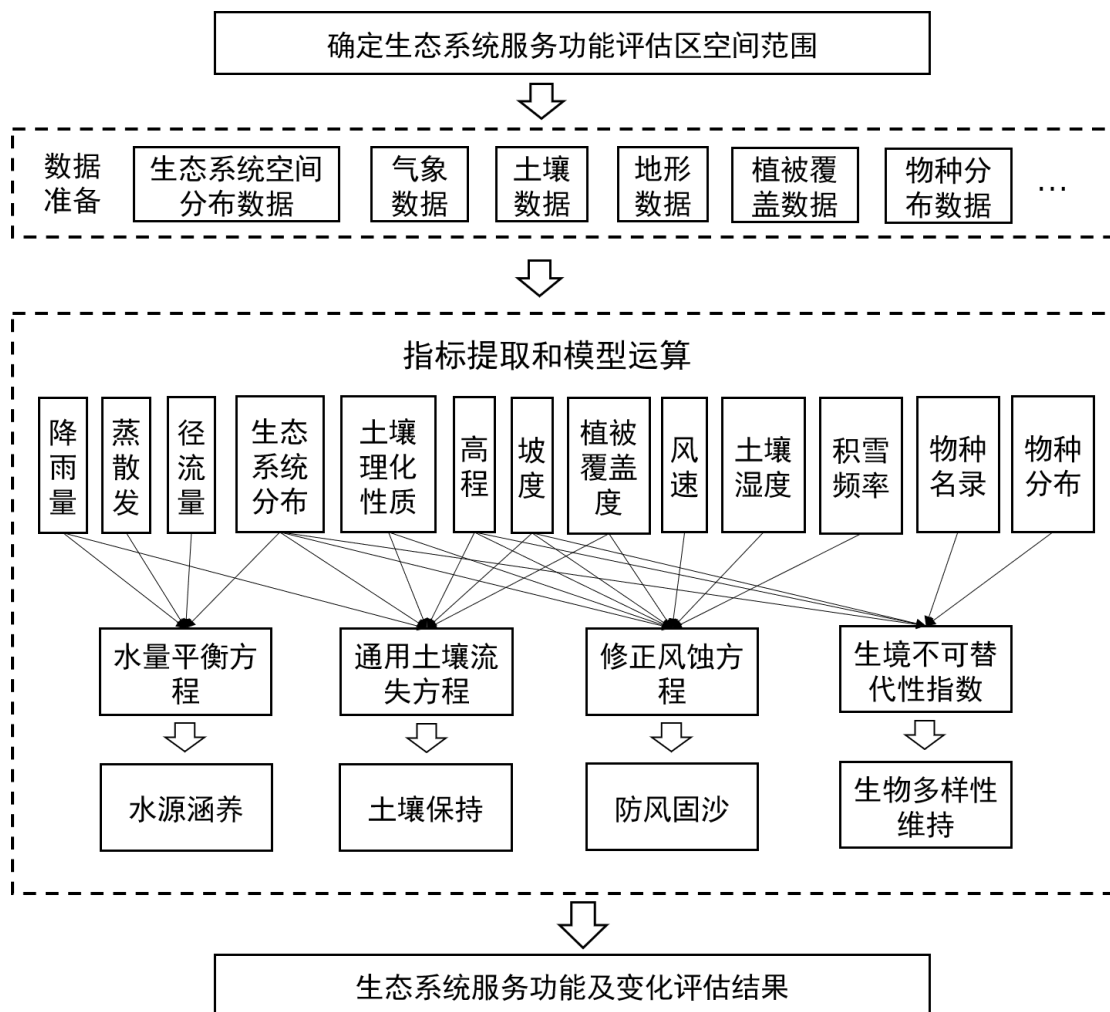 确定生态系统服务功能评估区空间范围
数据
准备
生态系统空间
分布数据
气象
数据
土壤
数据
地形
数据
植被覆
盖数据
物种分
布数据
…
指标提取和模型运算
降
雨
量
蒸
散
发
径
流
量
生态
系统
分布
土壤
理化
性质
高
程
坡
度
植被
覆盖
度
风
速
土壤
湿度
积雪
频率
物种
名录
物种
分布
水量平衡方
程
通用土壤流
失方程
修正风蚀方
程
生境不可替
代性指数
水源涵养
土壤保持
防风固沙
生物多样性
维持
生态系统服务功能及变化评估结果